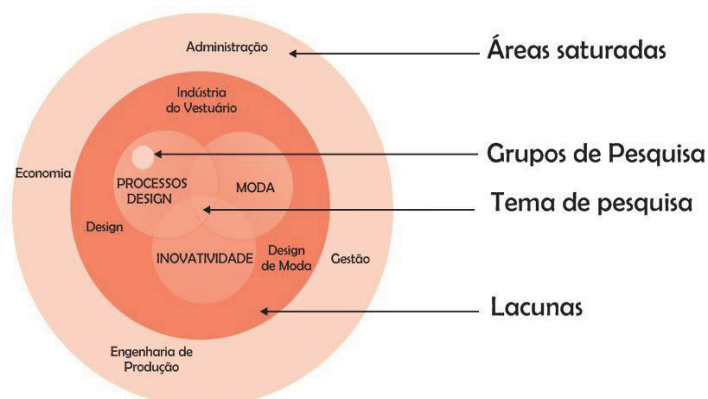 Administração
Áreas saturadas
Indústria
do Vestuário
Grupos de Pesquisa
Economia
PROCESSOS
DESIGN
MODA
Tema de pesquisa
Design
INOVATIVIDADE
Design
de Moda
Gestão
Lacunas
Engenharia de
Produção